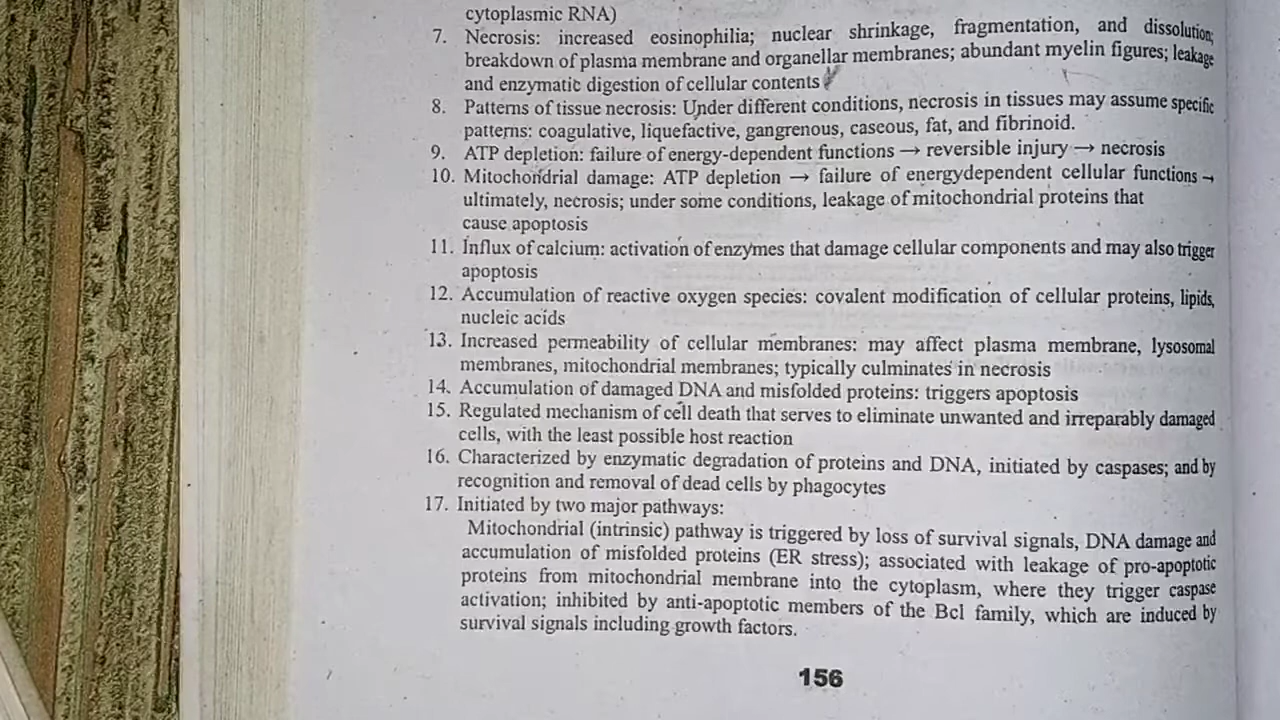 cytoplasmic RNA)
7. Necrosis: increased eosinophilia; nuclear shrinkage, fragmentation, and dissolution;
breakdown of plasma membrane and organellar membranes; abundant myelin figures; leakage
and enzymatic digestion of cellular contents
8. Patterns of tissue necrosis: Under different conditions, necrosis in tissues may assume specific
patterns: coagulative, liquefactive, gangrenous, caseous, fat, and fibrinoid.
9. ATP depletion: failure of energy-dependent functions → reversible injury → necrosis
10. Mitochondrial damage: ATP depletion → failure of energydependent cellular functions →
ultimately, necrosis; under some conditions, leakage of mitochondrial proteins that
cause apoptosis
11. Influx of calcium: activation of enzymes that damage cellular components and may also trigger
apoptosis
12. Accumulation of reactive oxygen species: covalent modification of cellular proteins, lipids,
nucleic acids
13. Increased permeability of cellular membranes: may affect plasma membrane, lysosomal
membranes, mitochondrial membranes; typically culminates in necrosis
14. Accumulation of damaged DNA and misfolded proteins: triggers apoptosis
15. Regulated mechanism of cell death that serves to eliminate unwanted and irreparably damaged
cells, with the least possible host reaction
16. Characterized by enzymatic degradation of proteins and DNA, initiated by caspases; and by
recognition and removal of dead cells by phagocytes
17. Initiated by two major pathways:
Mitochondrial (intrinsic) pathway is triggered by loss of survival signals, DNA damage and
accumulation of misfolded proteins (ER stress); associated with leakage of pro-apoptotic
proteins from mitochondrial membrane into the cytoplasm, where they trigger caspase
activation; inhibited by anti-apoptotic members of the Bcl family, which are induced by
survival signals including growth factors.
156